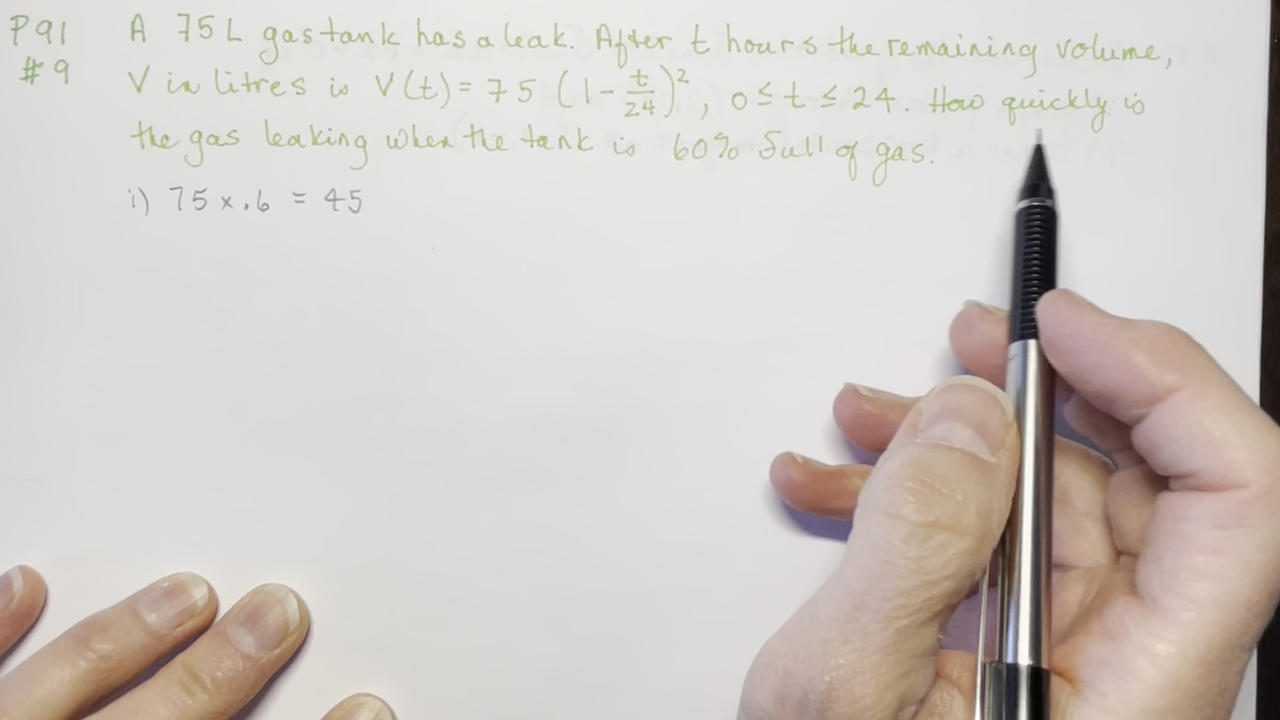 P91 A 75L gas tank has a leak. After t hours the remaining volume,
#9 V in litres is V(t) = 75 (1 - t/24)², 0 ≤ t ≤ 24. How quickly is
the gas leaking when the tank is 60% full of gas.
i) 75 x .6 = 45